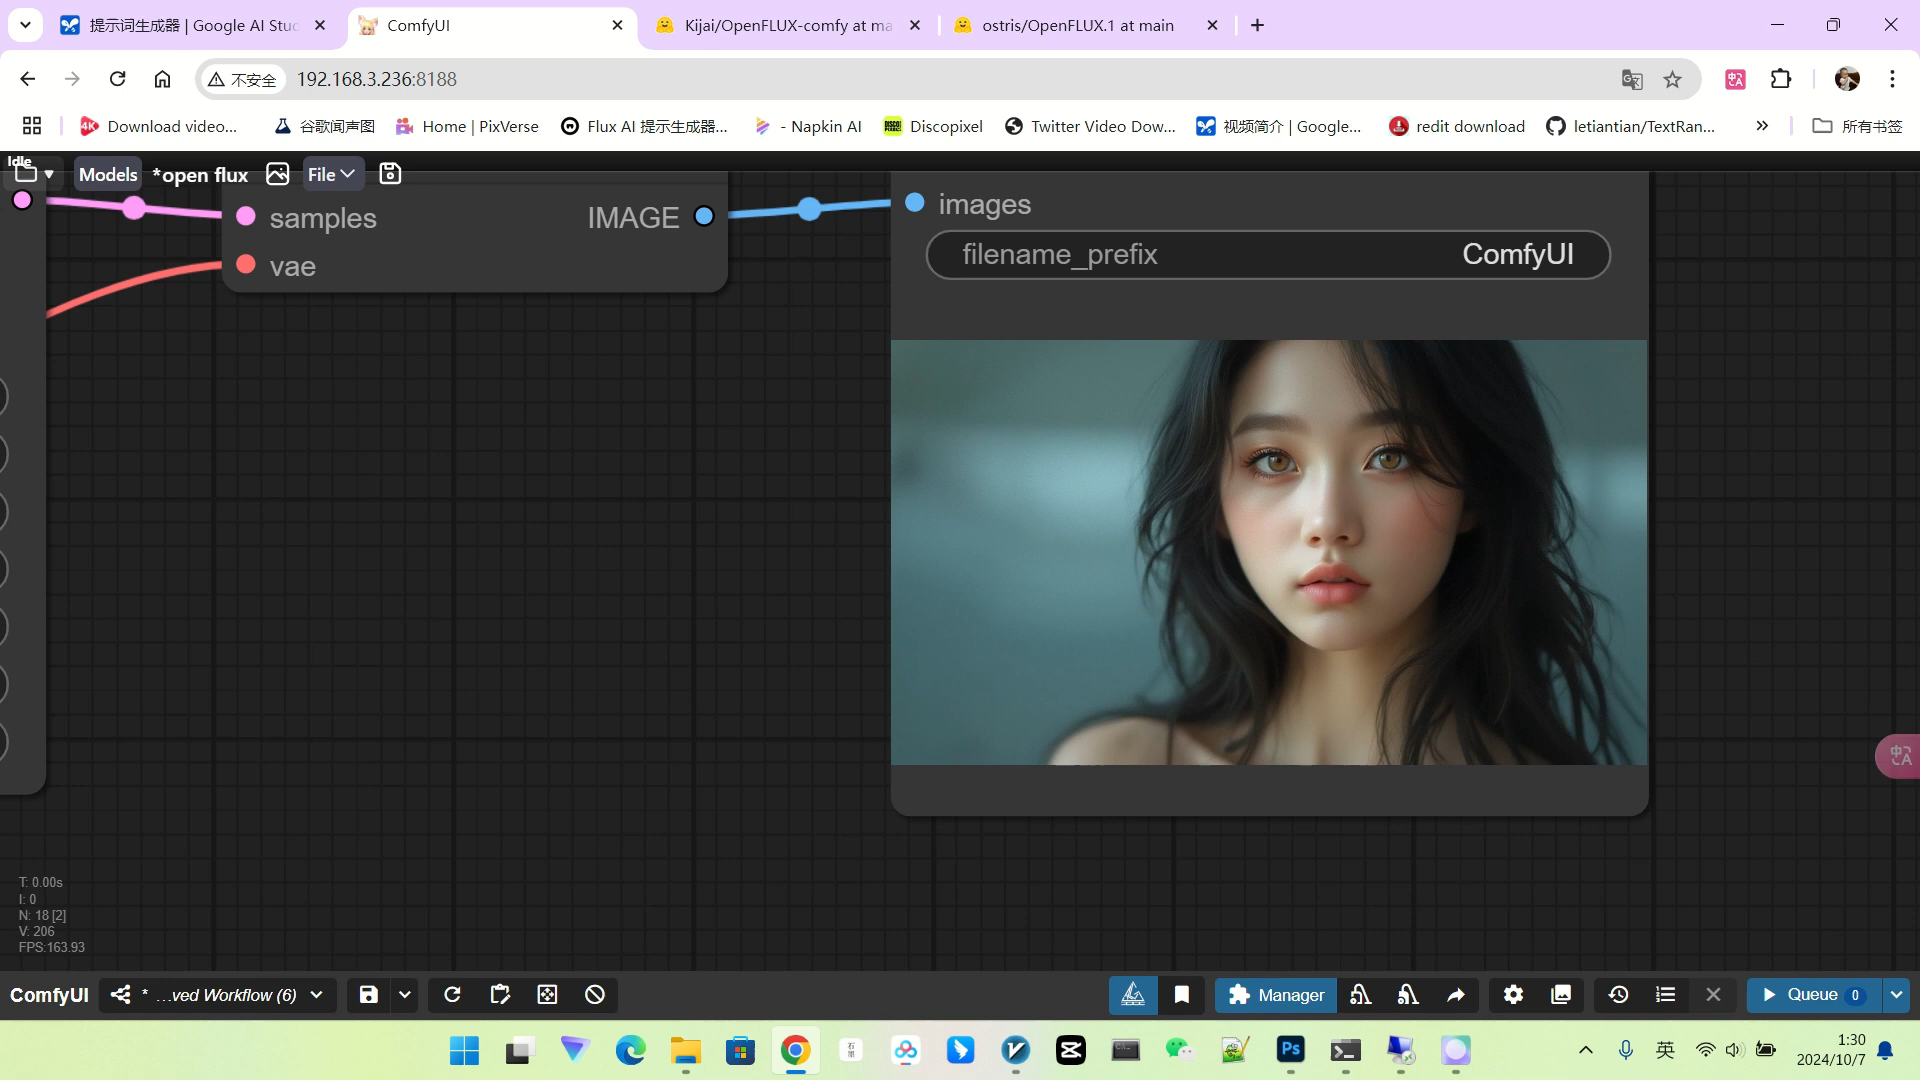 提示词生成器 | Google AI Stuc
ComfyUI
Kijai/OpenFLUX-comfy at ma
ostris/OpenFLUX.1 at main
不安全
192.168.3.236:8188
Download video...
谷歌闻声图
Home | PixVerse
Flux AI 提示生成器...
- Napkin AI
Discopixel
Twitter Video Dow...
视频简介 | Google...
redit download
letiantian/TextRan...
所有书签
Idle
Models
*open flux
File
samples
IMAGE
vae
images
filename_prefix
ComfyUI
T: 0.00s
I: 0
N: 18 [2]
V: 206
FPS:163.93
ComfyUI
* ...ved Workflow (6)
Manager
Queue 0
英
1:30
2024/10/7